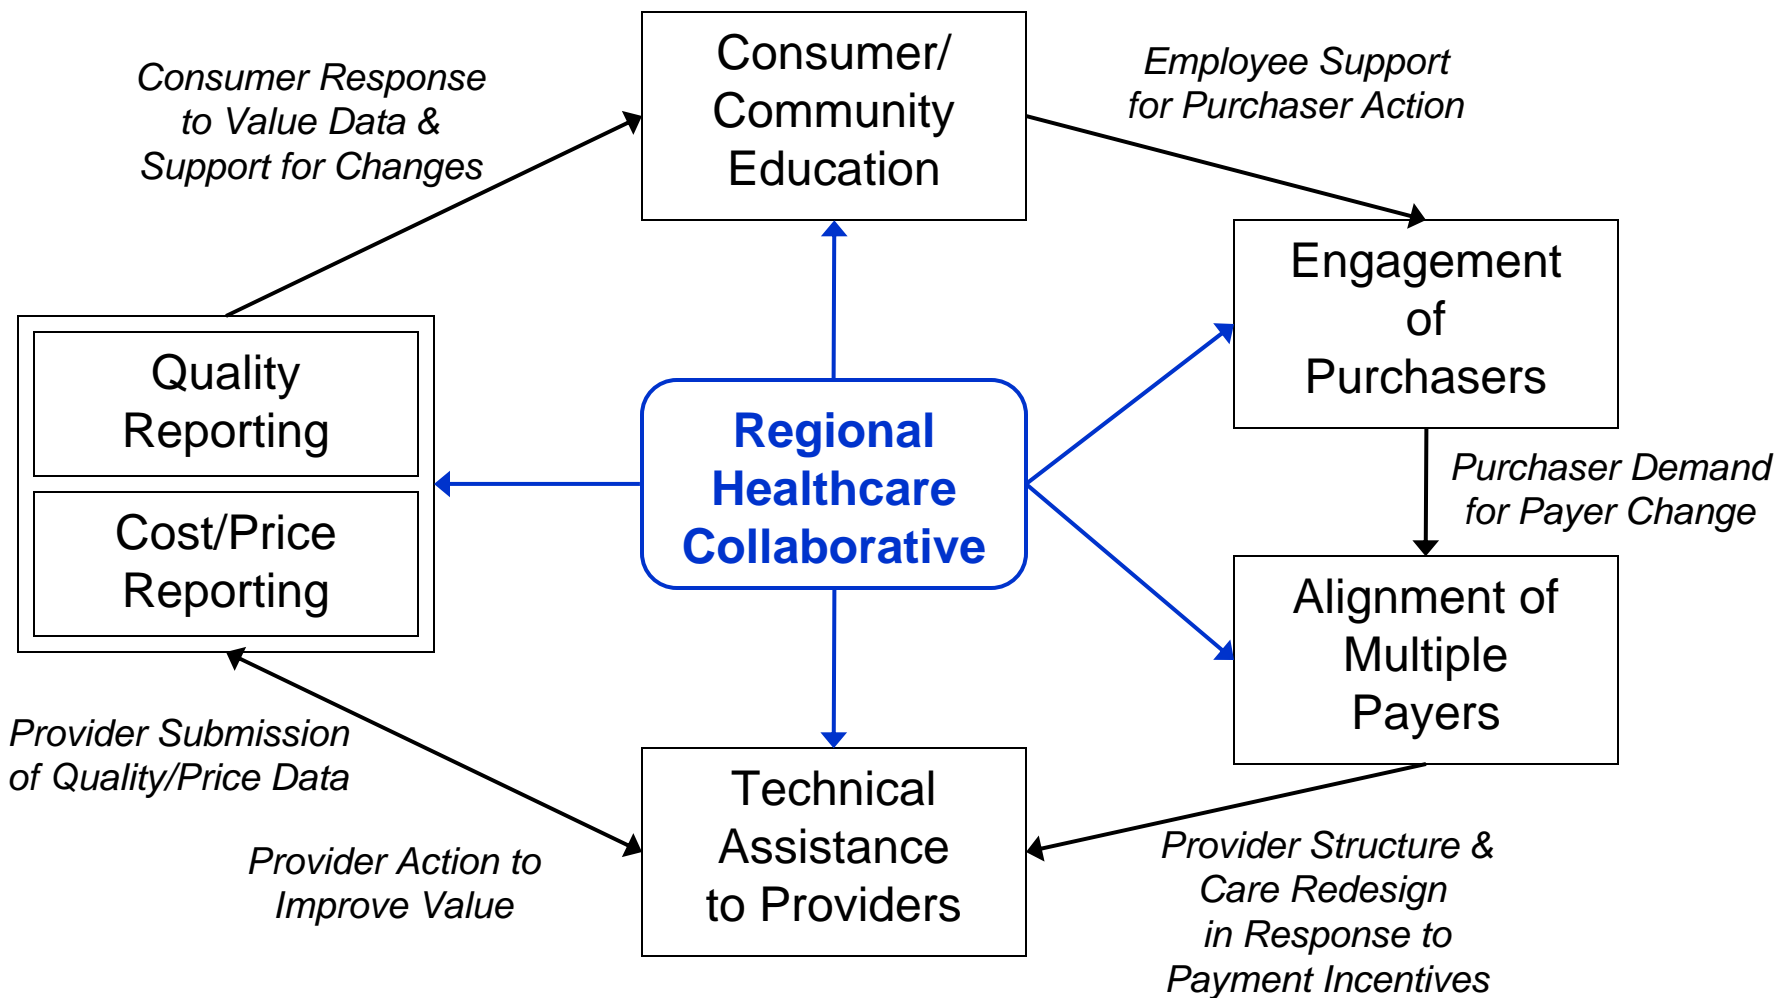 Consumer Response
to Value Data &
Support for Changes
Consumer/
Community
Education
Employee Support
for Purchaser Action
Engagement
of
Purchasers
Quality
Reporting
Cost/Price
Reporting
Regional
Healthcare
Collaborative
Purchaser Demand
for Payer Change
Alignment of
Multiple
Payers
Provider Submission
of Quality/Price Data
Provider Action to
Improve Value
Technical
Assistance
to Providers
Provider Structure &
Care Redesign
in Response to
Payment Incentives